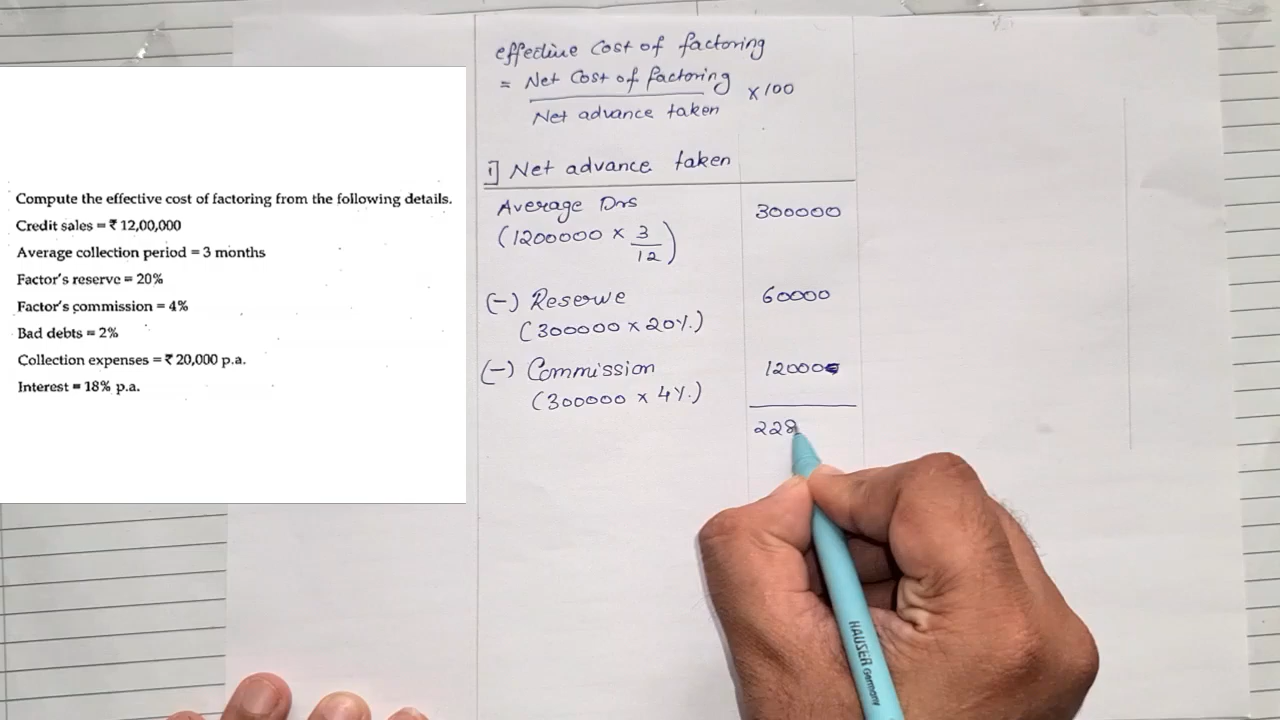 Compute the effective cost of factoring from the following details.
Credit sales = ₹ 12,00,000
Average collection period = 3 months
Factor's reserve = 20%
Factor's commission = 4%
Bad debts = 2%
Collection expenses = ₹ 20,000 p.a.
Interest = 18% p.a.
effective Cost of factoring
= Net Cost of factoring
x 100
Net advance taken
i] Net advance taken
Average Drs 300000
(1200000 x 3
12)
(-) Reserve 60000
(300000 x 20%)
(-) Commission 12000
(300000 x 4%)
228
HAUSER Germany